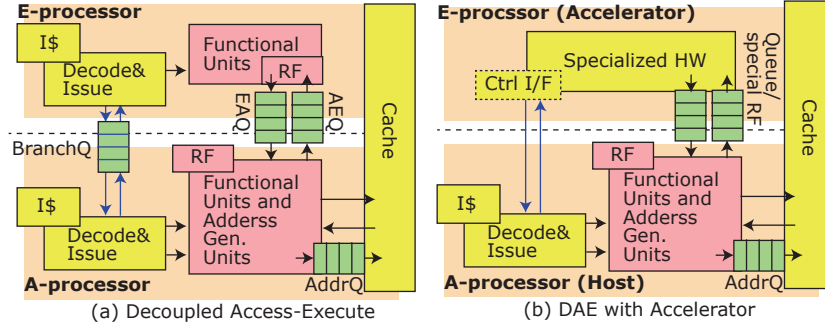 E-processor
I$
Decode&
Issue
Functional
Units
RF
EAQ
AEQ
Cache
BranchQ
RF
Functional
Units and
Adderss
Gen.
Units
I$
Decode&
Issue
AddrQ
A-processor
(a) Decoupled Access-Execute
E-procssor (Accelerator)
Specialized HW
Ctrl I/F
Queue/
special RF
Cache
RF
Functional
Units and
Adderss
Gen.
Units
I$
Decode&
Issue
AddrQ
A-processor (Host)
(b) DAE with Accelerator